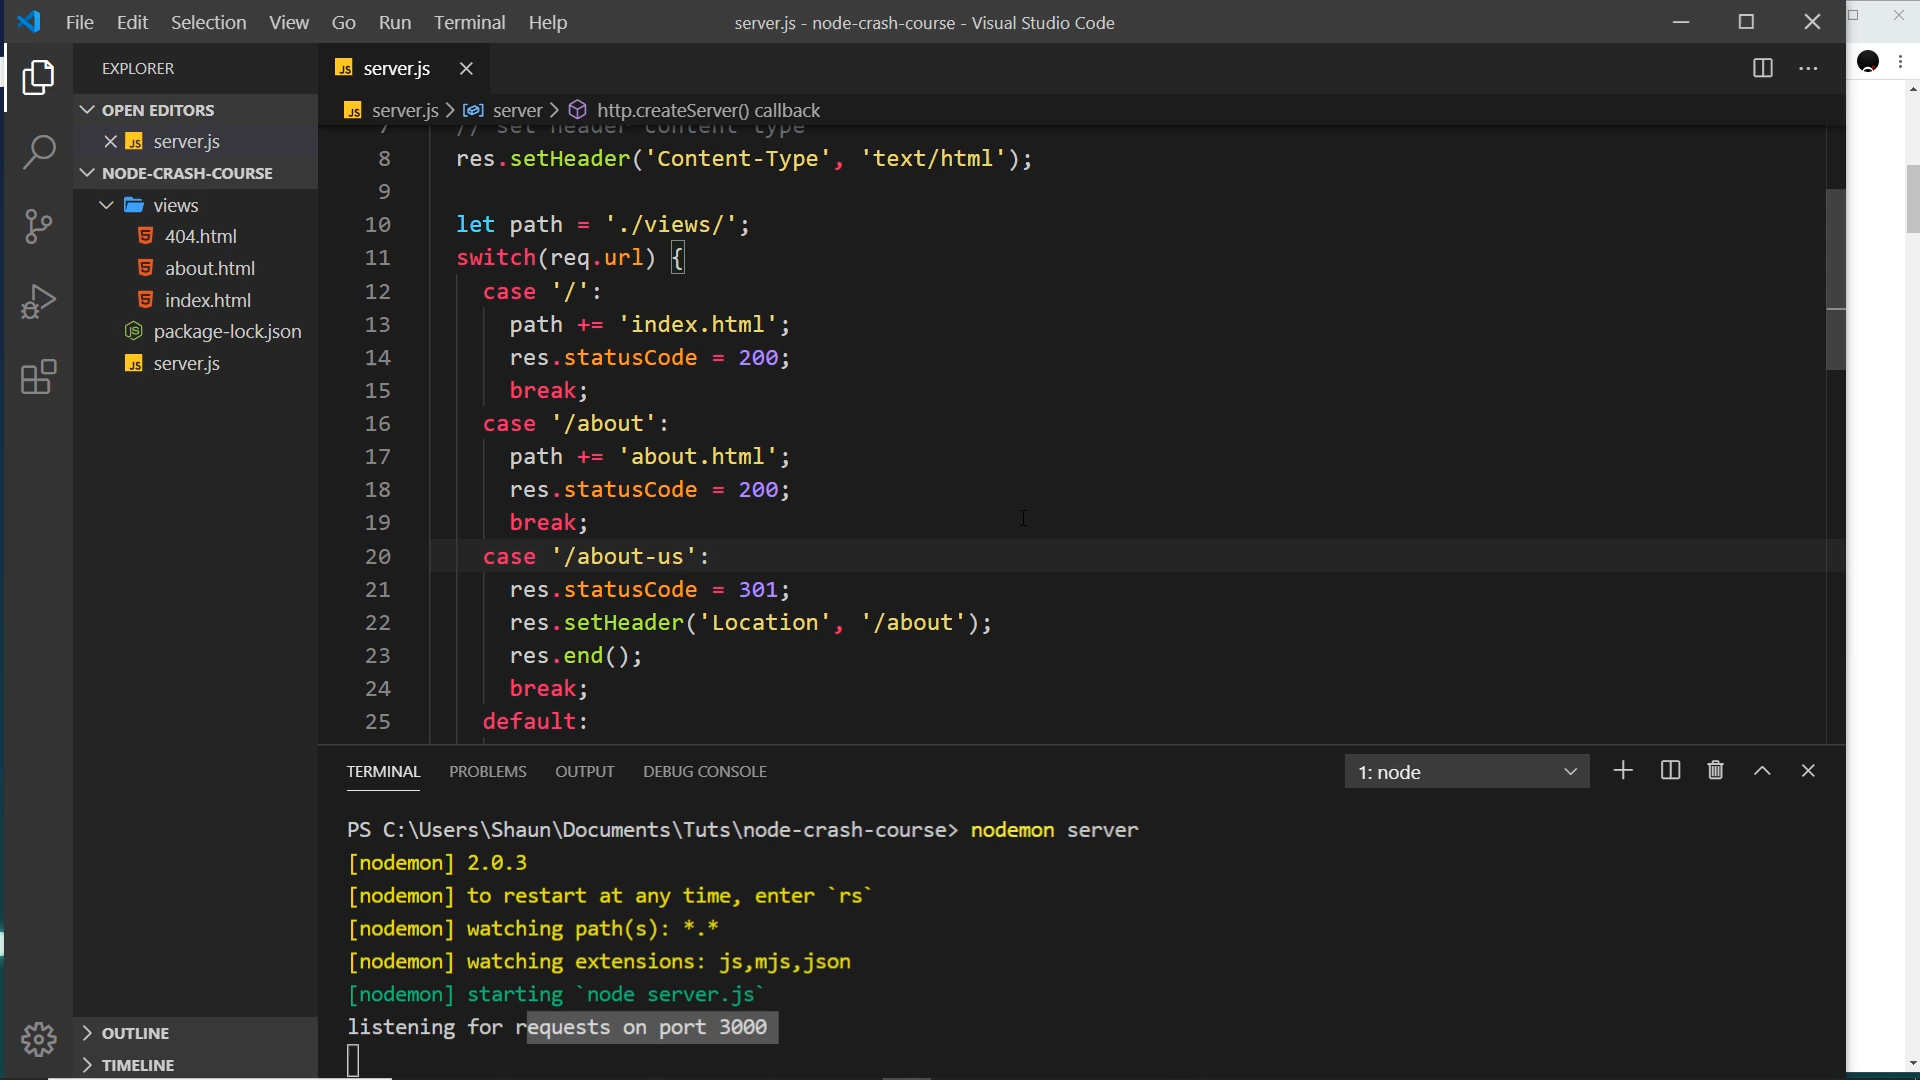 File Edit Selection View Go Run Terminal Help
server.js - node-crash-course - Visual Studio Code
EXPLORER
OPEN EDITORS
server.js
NODE-CRASH-COURSE
views
404.html
about.html
index.html
package-lock.json
server.js
OUTLINE
TIMELINE
server.js
server.js server http.createServer() callback
7 // set header content type
8 res.setHeader('Content-Type', 'text/html');
9
10 let path = './views/';
11 switch(req.url) {
12 case '/':
13 path += 'index.html';
14 res.statusCode = 200;
15 break;
16 case '/about':
17 path += 'about.html';
18 res.statusCode = 200;
19 break;
20 case '/about-us':
21 res.statusCode = 301;
22 res.setHeader('Location', '/about');
23 res.end();
24 break;
25 default:
TERMINAL PROBLEMS OUTPUT DEBUG CONSOLE
1: node
PS C:\Users\Shaun\Documents\Tuts\node-crash-course> nodemon server
[nodemon] 2.0.3
[nodemon] to restart at any time, enter `rs`
[nodemon] watching path(s): *.*
[nodemon] watching extensions: js,mjs,json
[nodemon] starting `node server.js`
listening for requests on port 3000